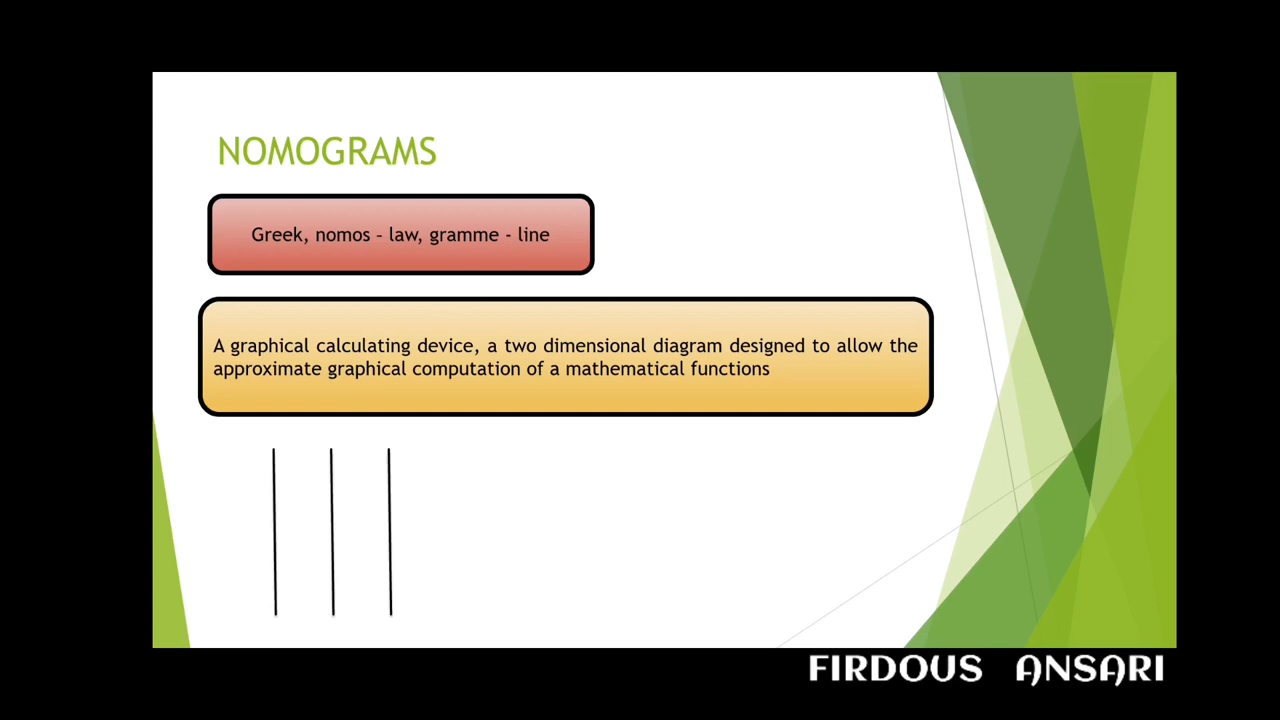 NOMOGRAMS
Greek, nomos – law, gramme - line
A graphical calculating device, a two dimensional diagram designed to allow the
approximate graphical computation of a mathematical functions
FIRDOUS ANSARI